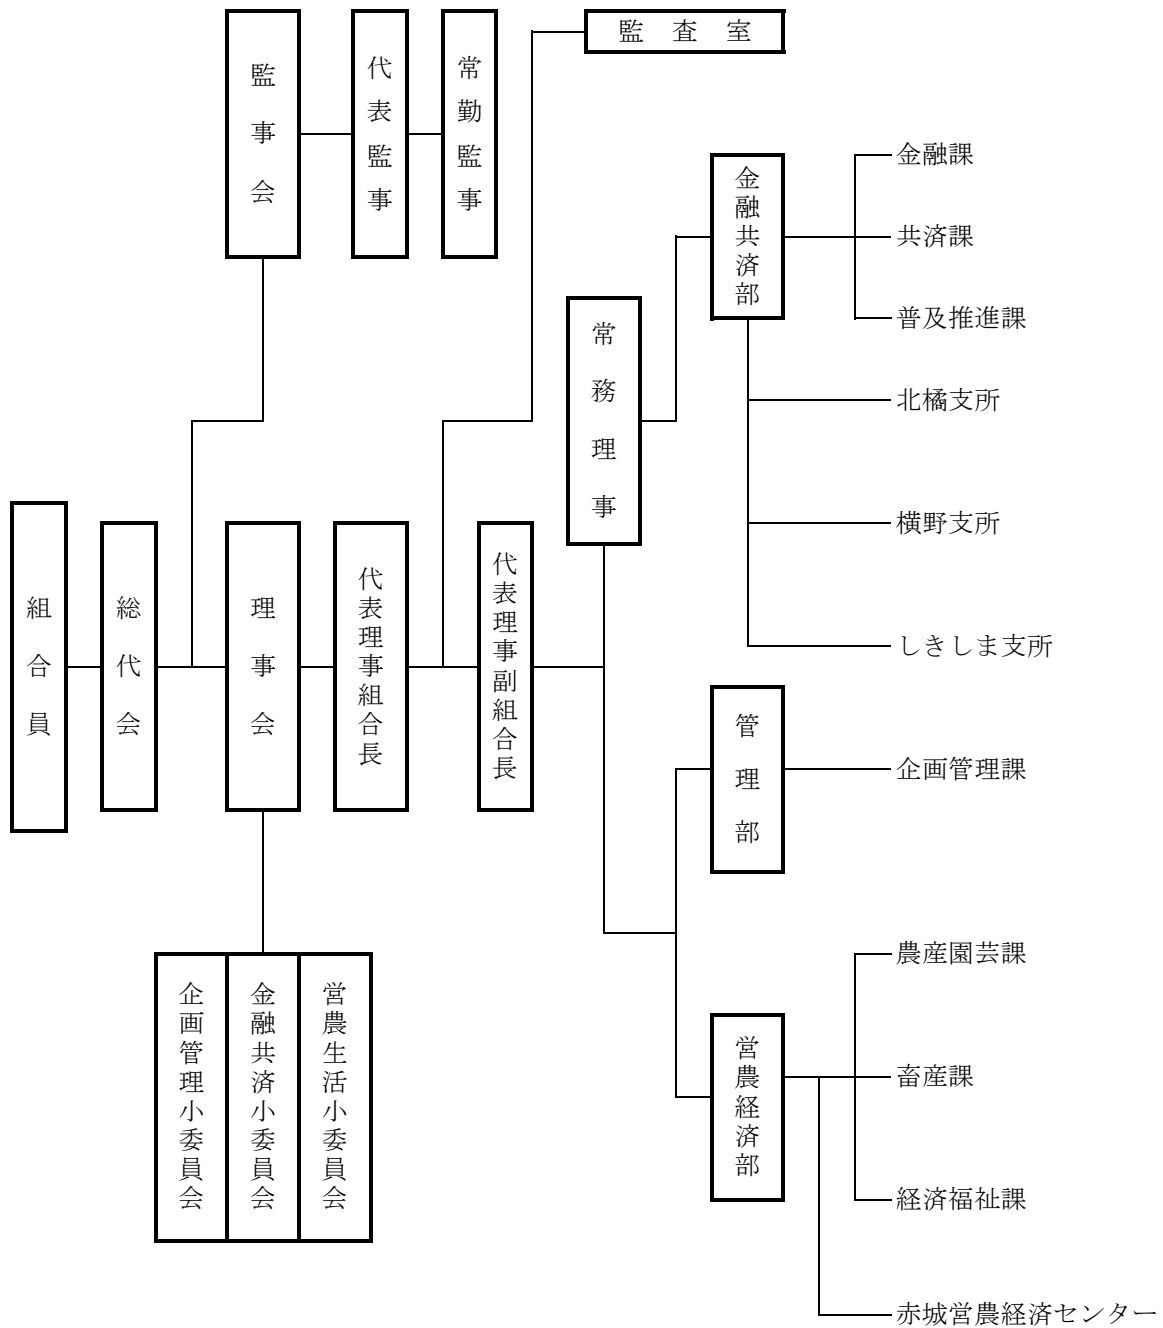 監査室
監事会
代表監事
常勤監事
金融共済部
金融課
共済課
普及推進課
北橘支所
横野支所
しきしま支所
常務理事
組合員
総代会
理事会
代表理事組合長
代表理事副組合長
管理部
企画管理課
企画管理小委員会
金融共済小委員会
営農生活小委員会
営農経済部
農産園芸課
畜産課
経済福祉課
赤城営農経済センター